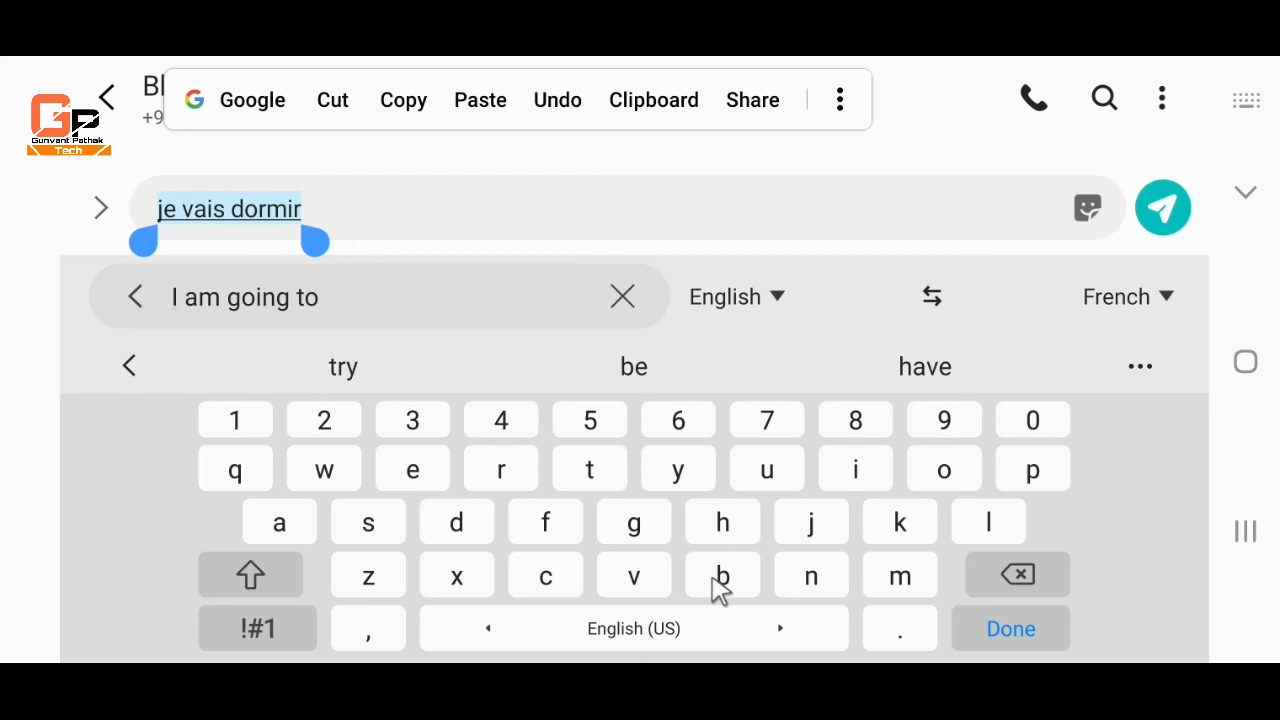 Bl
+9
Google Cut Copy Paste Undo Clipboard Share
GP
Gunvant Pathak
Tech
je vais dormir
I am going to
English
French
try be have
1 2 3 4 5 6 7 8 9 0
q w e r t y u i o p
a s d f g h j k l
z x c v b n m
!#1 , English (US) . Done